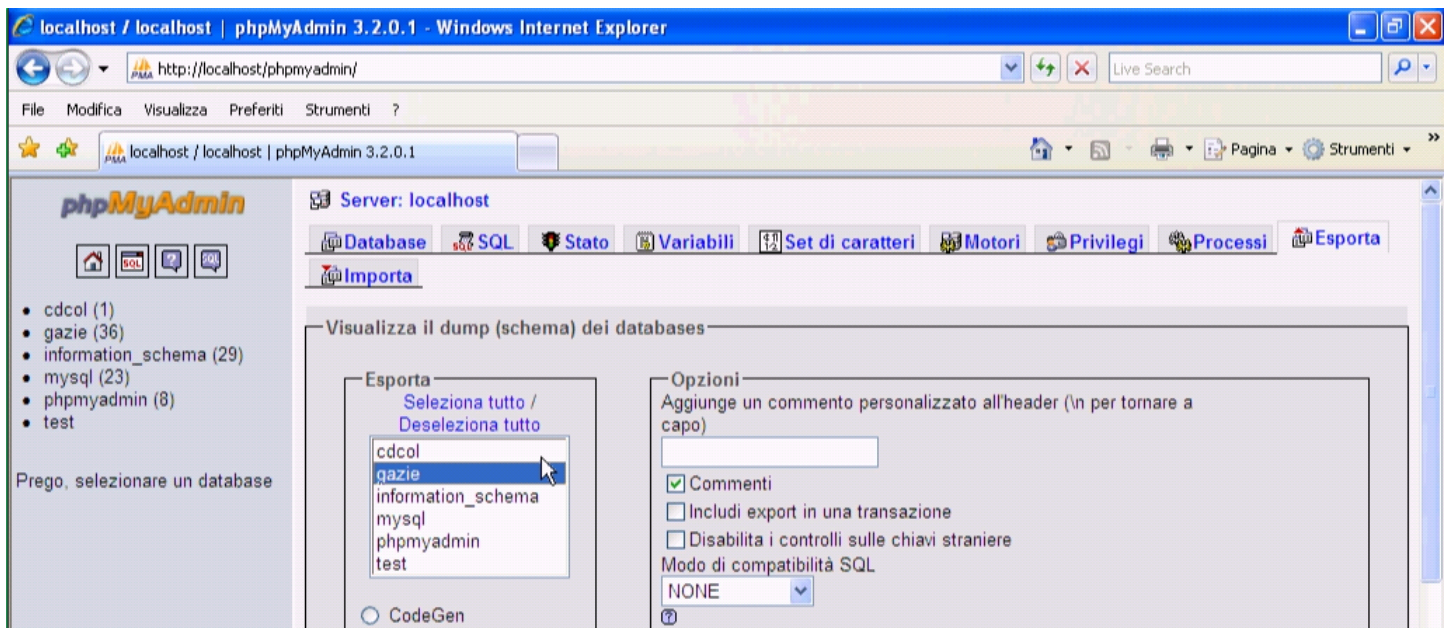 localhost / localhost | phpMyAdmin 3.2.0.1 - Windows Internet Explorer
http://localhost/phpmyadmin/
Live Search
File Modifica Visualizza Preferiti Strumenti ?
localhost / localhost | phpMyAdmin 3.2.0.1
Pagina Strumenti »
phpMyAdmin
SQL
SQL
Server: localhost
Database SQL Stato Variabili Set di caratteri Motori Privilegi Processi Esporta
Importa
• cdcol (1)
• gazie (36)
• information_schema (29)
• mysql (23)
• phpmyadmin (8)
• test
Prego, selezionare un database
Visualizza il dump (schema) dei databases
Esporta
Seleziona tutto /
Deseleziona tutto
cdcol
gazie
information_schema
mysql
phpmyadmin
test
CodeGen
Opzioni
Aggiunge un commento personalizzato all'header (\n per tornare a
capo)
Commenti
Includi export in una transazione
Disabilita i controlli sulle chiavi straniere
Modo di compatibilità SQL
NONE